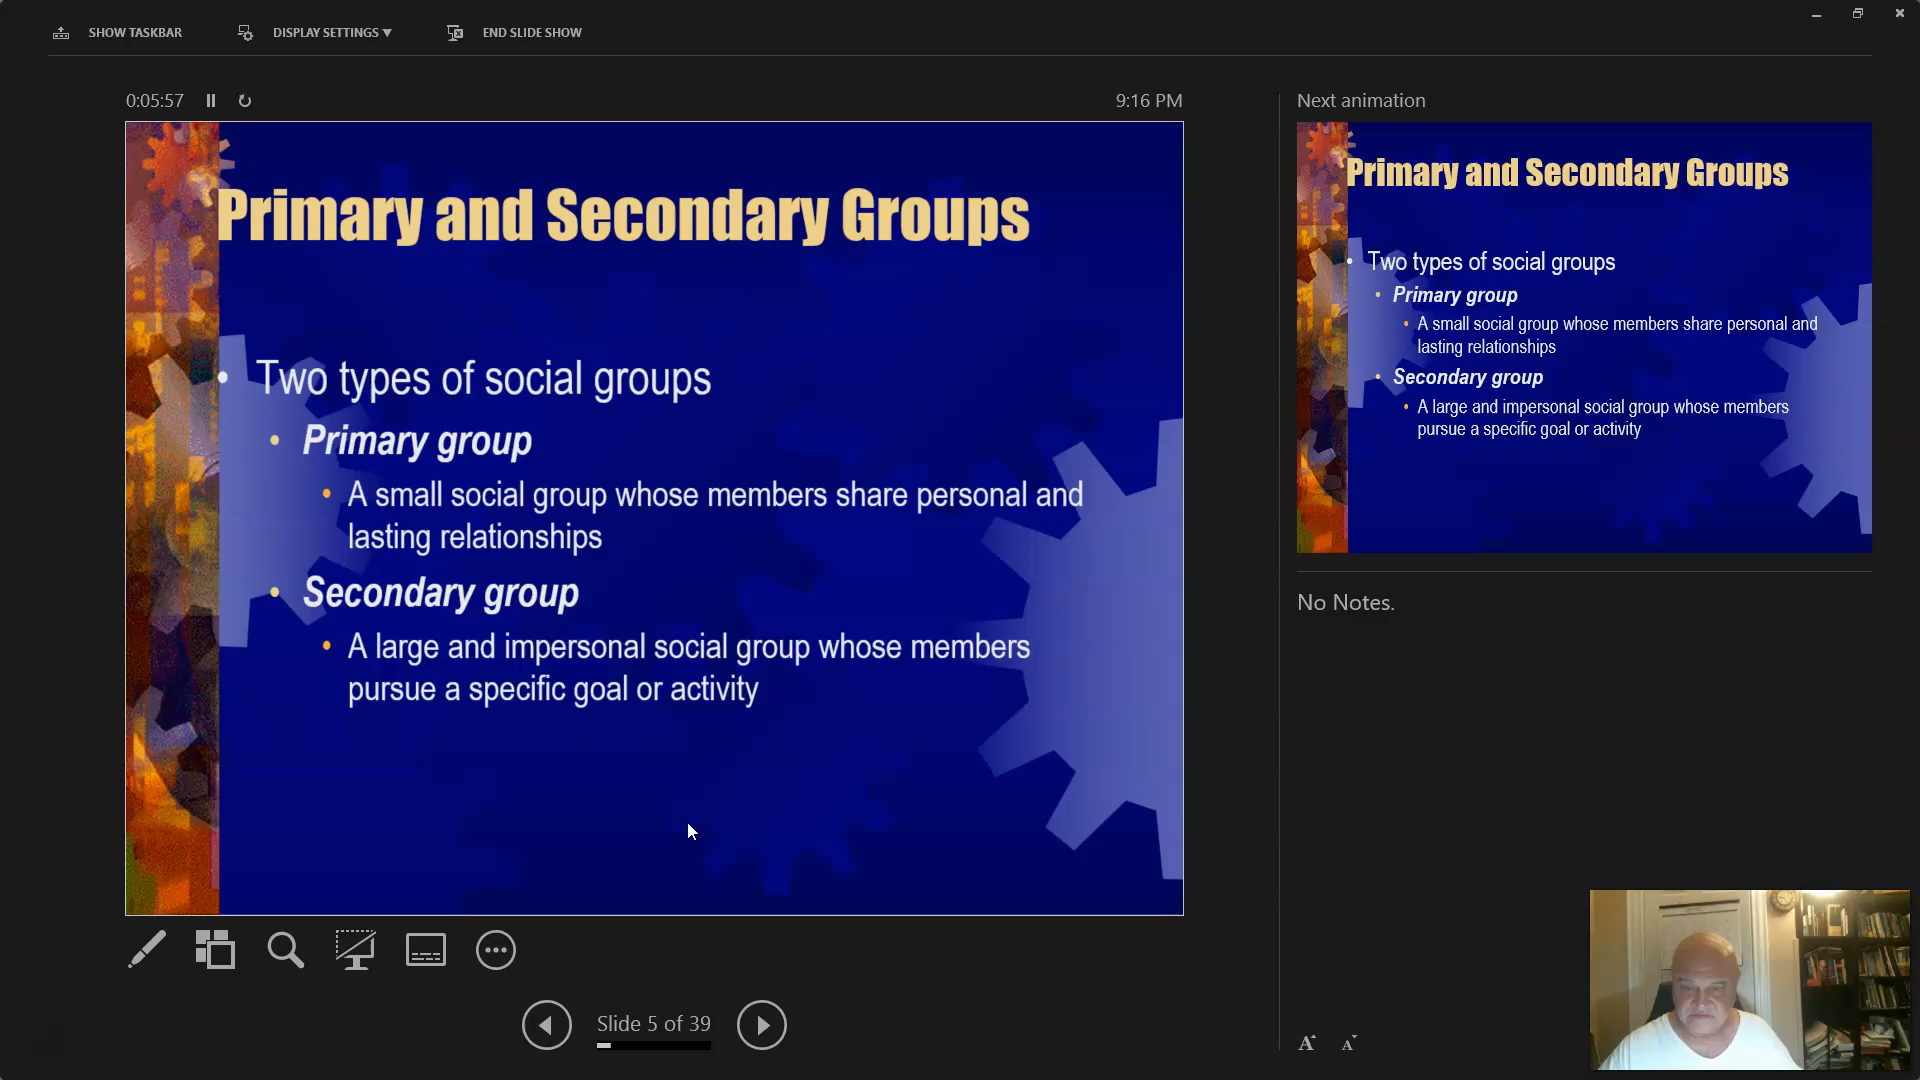 SHOW TASKBAR
DISPLAY SETTINGS ▼
END SLIDE SHOW
0:05:57
9:16 PM
Primary and Secondary Groups
• Two types of social groups
• Primary group
• A small social group whose members share personal and
lasting relationships
• Secondary group
• A large and impersonal social group whose members
pursue a specific goal or activity
Slide 5 of 39
Next animation
Primary and Secondary Groups
• Two types of social groups
• Primary group
• A small social group whose members share personal and
lasting relationships
• Secondary group
• A large and impersonal social group whose members
pursue a specific goal or activity
No Notes.
A A